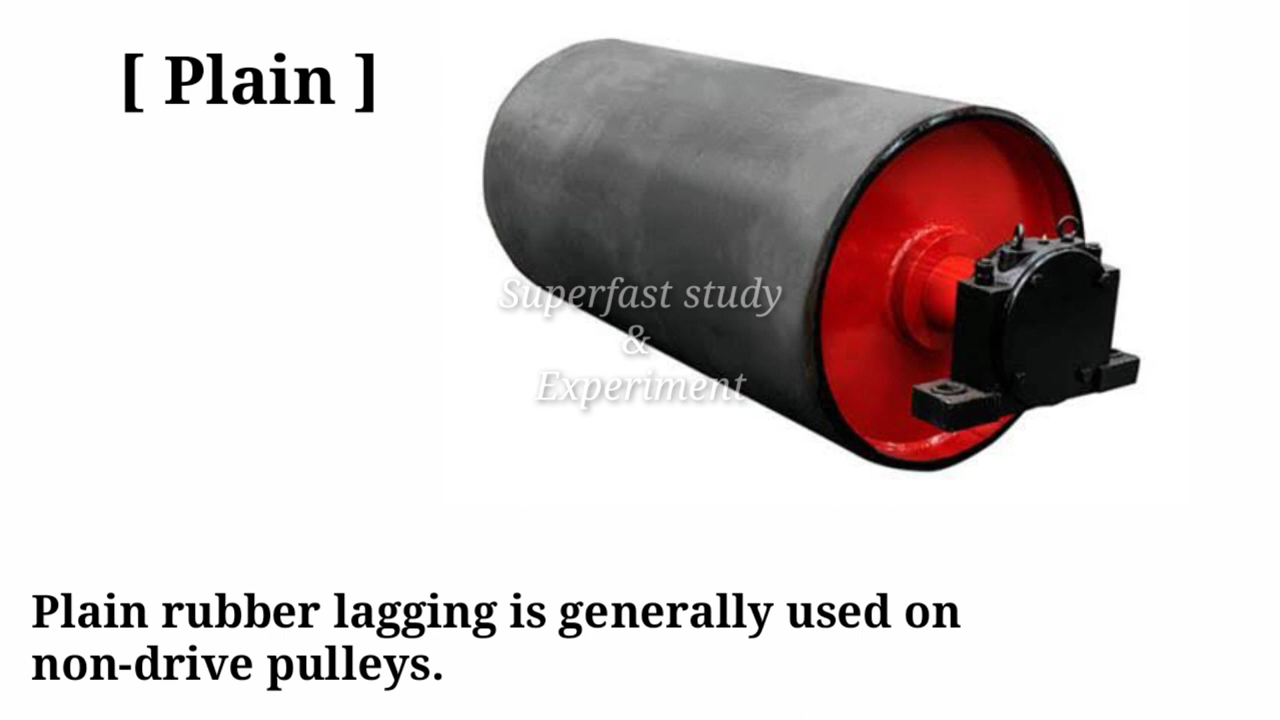 [ Plain ]
Superfast study
&
Experiment
Plain rubber lagging is generally used on
non-drive pulleys.